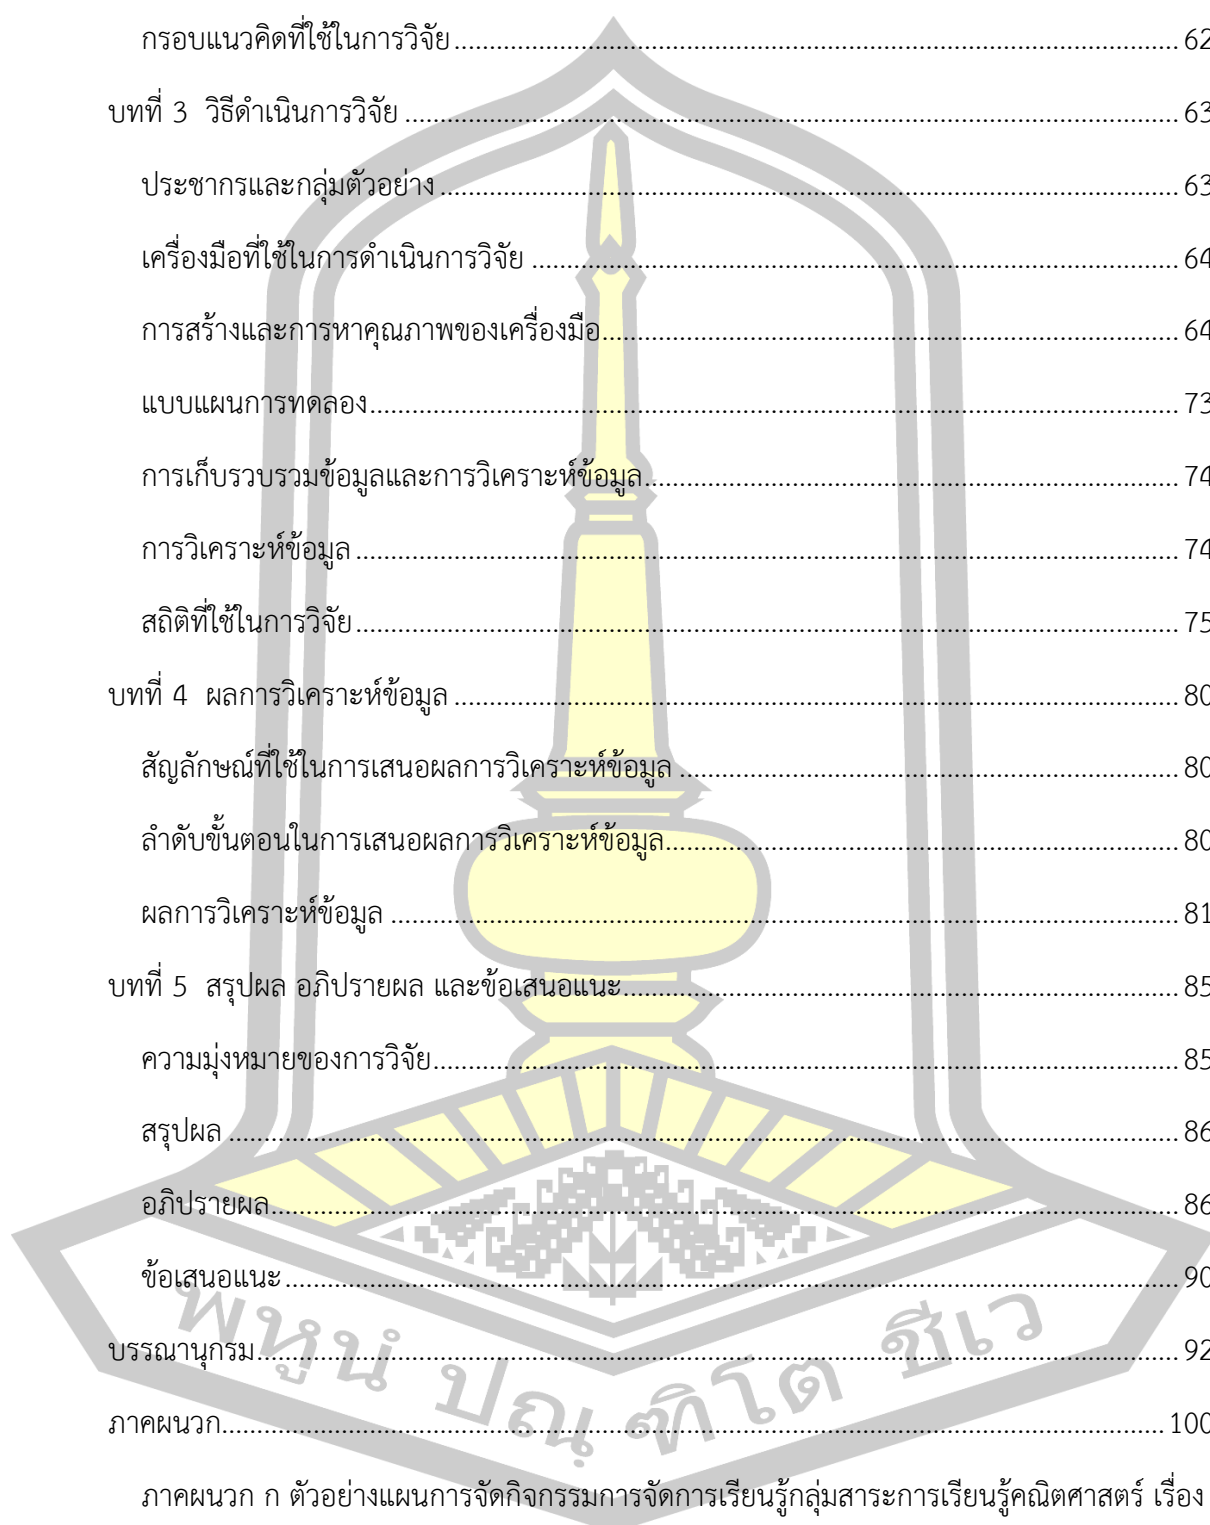 กรอบแนวคิดที่ใช้ในการวิจัย 62
บทที่ 3 วิธีดำเนินการวิจัย 63
ประชากรและกลุ่มตัวอย่าง 63
เครื่องมือที่ใช้ในการดำเนินการวิจัย 64
การสร้างและการหาคุณภาพของเครื่องมือ 64
แบบแผนการทดลอง 73
การเก็บรวบรวมข้อมูลและการวิเคราะห์ข้อมูล 74
การวิเคราะห์ข้อมูล 74
สถิติที่ใช้ในการวิจัย 75
บทที่ 4 ผลการวิเคราะห์ข้อมูล 80
สัญลักษณ์ที่ใช้ในการเสนอผลการวิเคราะห์ข้อมูล 80
ลำดับขั้นตอนในการเสนอผลการวิเคราะห์ข้อมูล 80
ผลการวิเคราะห์ข้อมูล 81
บทที่ 5 สรุปผล อภิปรายผล และข้อเสนอแนะ 85
ความมุ่งหมายของการวิจัย 85
สรุปผล 86
อภิปรายผล 86
ข้อเสนอแนะ 90
บรรณานุกรม 92
ภาคผนวก 100
ภาคผนวก ก ตัวอย่างแผนการจัดกิจกรรมการจัดการเรียนรู้กลุ่มสาระการเรียนรู้คณิตศาสตร์ เรื่อง
พหูนํ ปณฺฑิโต ชีเว